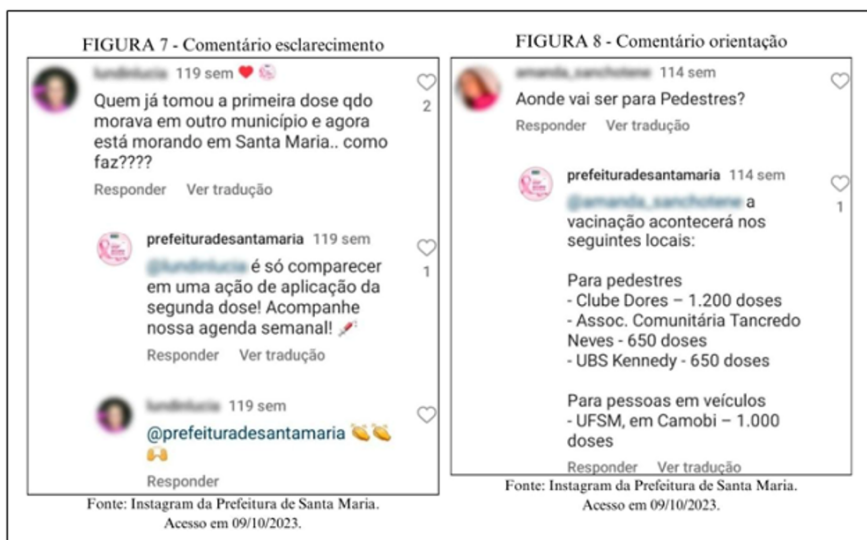 FIGURA 7 - Comentário esclarecimento
119 sem
Quem já tomou a primeira dose qdo
morava em outro município e agora
está morando em Santa Maria.. como
faz????
2
Responder Ver tradução
prefeituradesantamaria 119 sem
é só comparecer
em uma ação de aplicação da
segunda dose! Acompanhe
nossa agenda semanal! 💉
1
Responder Ver tradução
119 sem
@prefeituradesantamaria 👏👏
🙌
Responder
Fonte: Instagram da Prefeitura de Santa Maria.
Acesso em 09/10/2023.
FIGURA 8 - Comentário orientação
114 sem
Aonde vai ser para Pedestres?
Responder Ver tradução
prefeituradesantamaria 114 sem
a
vacinação acontecerá nos
seguintes locais:
1
Para pedestres
- Clube Dores – 1.200 doses
- Assoc. Comunitária Tancredo
Neves - 650 doses
- UBS Kennedy - 650 doses
Para pessoas em veículos
- UFSM, em Camobi – 1.000
doses
Responder Ver tradução
Fonte: Instagram da Prefeitura de Santa Maria.
Acesso em 09/10/2023.